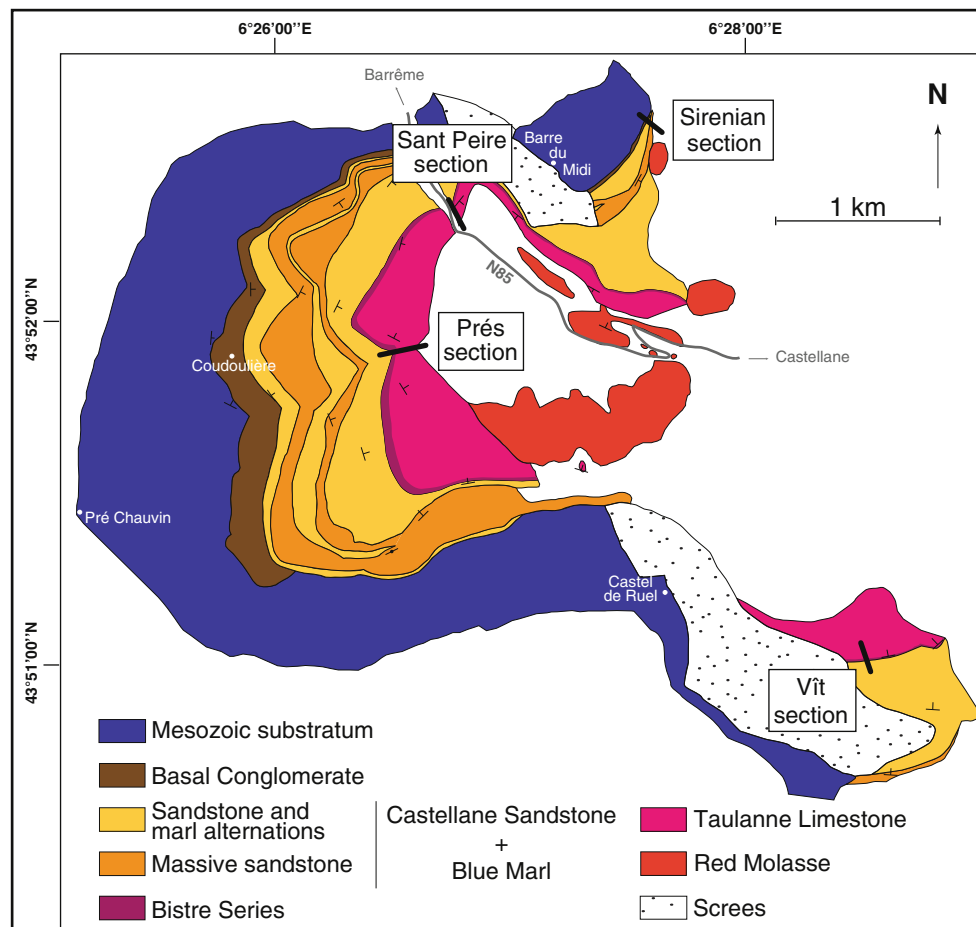 6°26'00''E
6°28'00''E
Barrême
N
Sirenian
section
Sant Peire
section
Barre
du
Midi
1 km
N85
43°52'00''N
Prés
section
Coudoulière
Castellane
Pré Chauvin
Castel
de Ruel
43°51'00''N
Vît
section
Mesozoic substratum
Basal Conglomerate
Sandstone and
marl alternations
Massive sandstone
Bistre Series
Castellane Sandstone
+
Blue Marl
Taulanne Limestone
Red Molasse
Screes